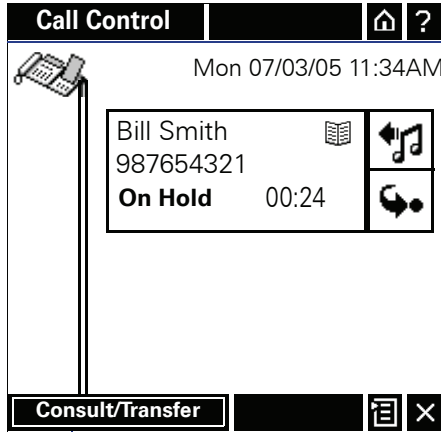 Call Control ?
Mon 07/03/05 11:34AM
Bill Smith
987654321
On Hold 00:24
Consult/Transfer